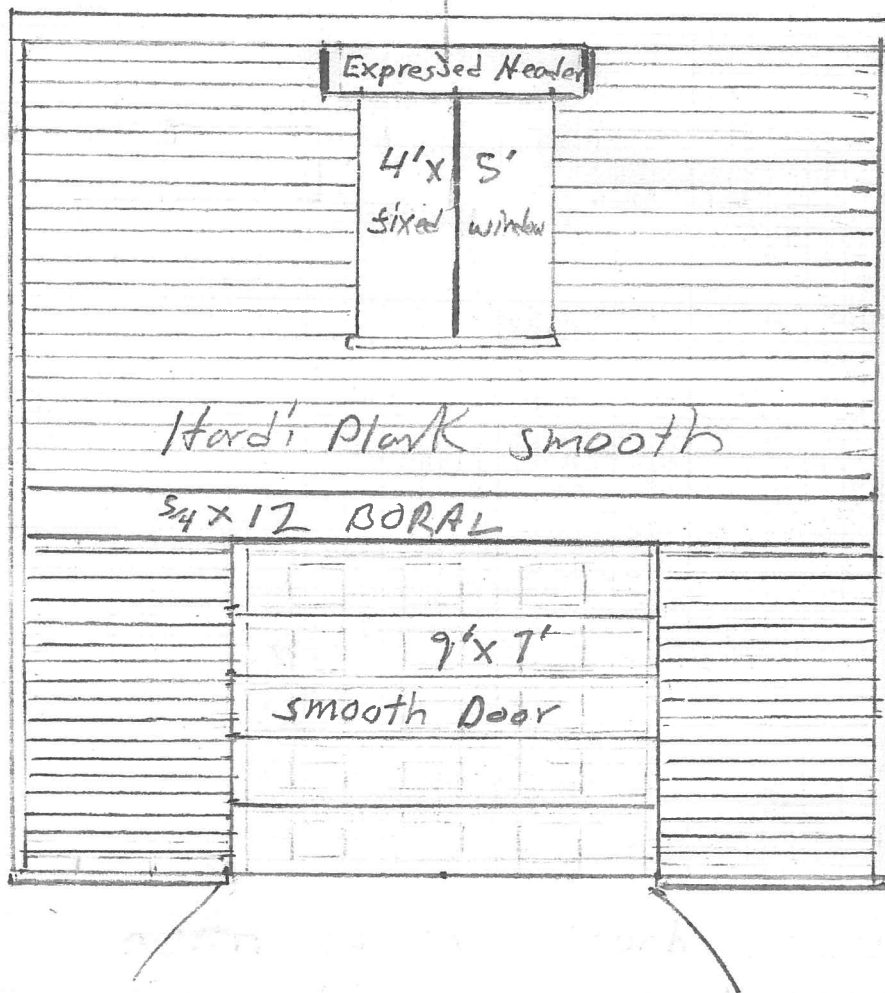 Expressed Header
4' x 5'
fixed window
Hardi Plank smooth
5/4 x 12 BORAL
9' x 7'
smooth Door